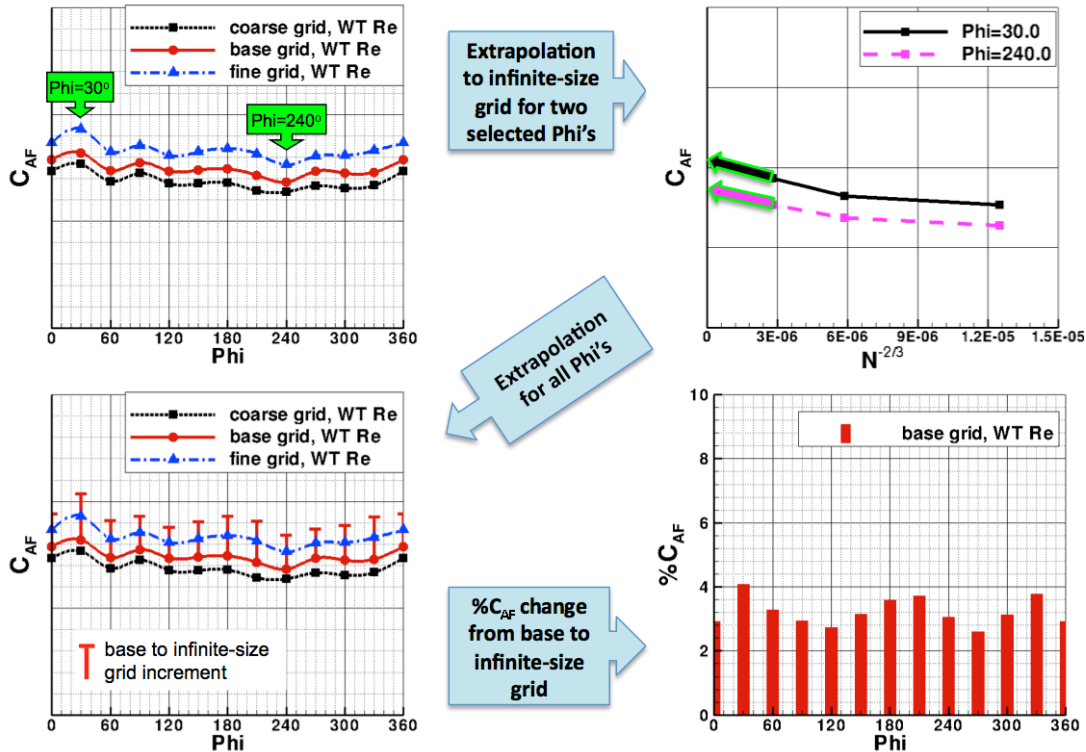 coarse grid, WT Re
base grid, WT Re
fine grid, WT Re
Phi=30°
Phi=240°
C_AF
0 60 120 180 240 300 360
Phi
Extrapolation
to infinite-size
grid for two
selected Phi's
Phi=30.0
Phi=240.0
C_AF
0 3E-06 6E-06 9E-06 1.2E-05 1.5E-05
N^-2/3
Extrapolation
for all Phi's
coarse grid, WT Re
base grid, WT Re
fine grid, WT Re
C_AF
base to infinite-size
grid increment
0 60 120 180 240 300 360
Phi
%C_AF change
from base to
infinite-size
grid
base grid, WT Re
%C_AF
10
8
6
4
2
0
0 60 120 180 240 300 360
Phi